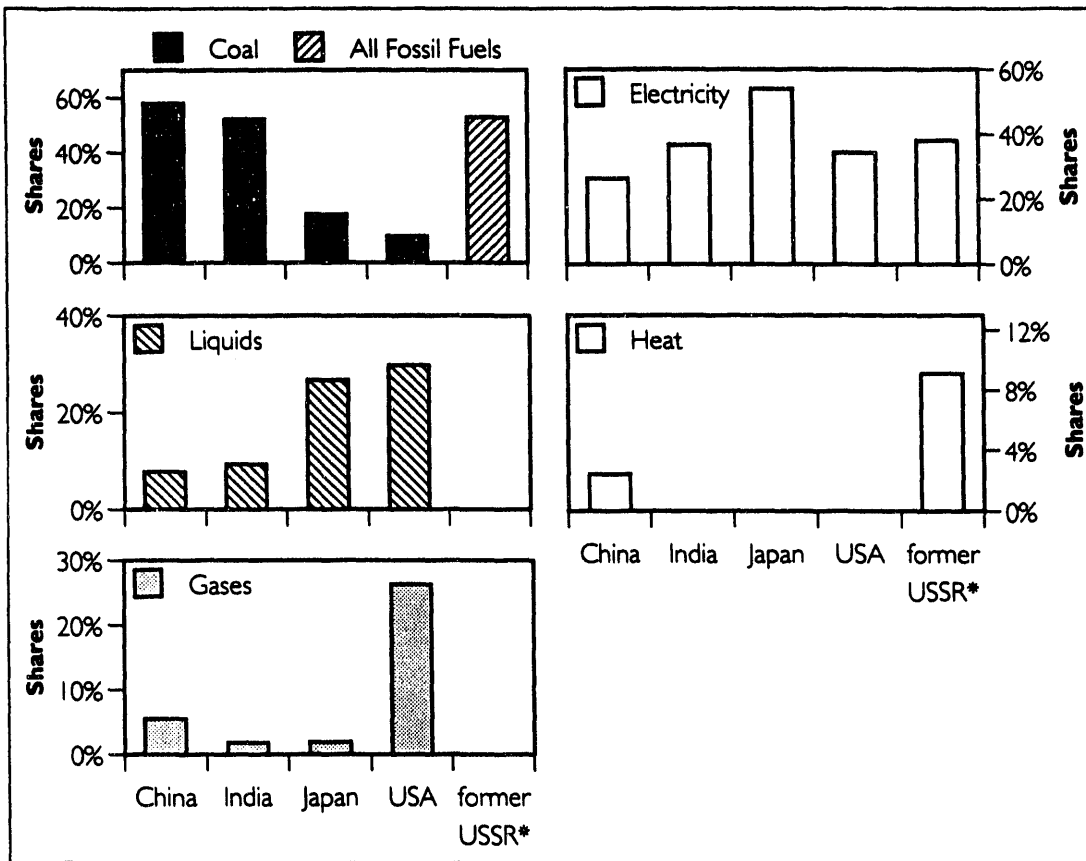 Coal All Fossil Fuels
60%
40%
20%
0%
Shares
Electricity
60%
40%
20%
0%
Shares
Liquids
40%
20%
0%
Shares
Heat
12%
8%
4%
0%
Shares
China India Japan USA former
USSR*
Gases
30%
20%
10%
0%
Shares
China India Japan USA former
USSR*